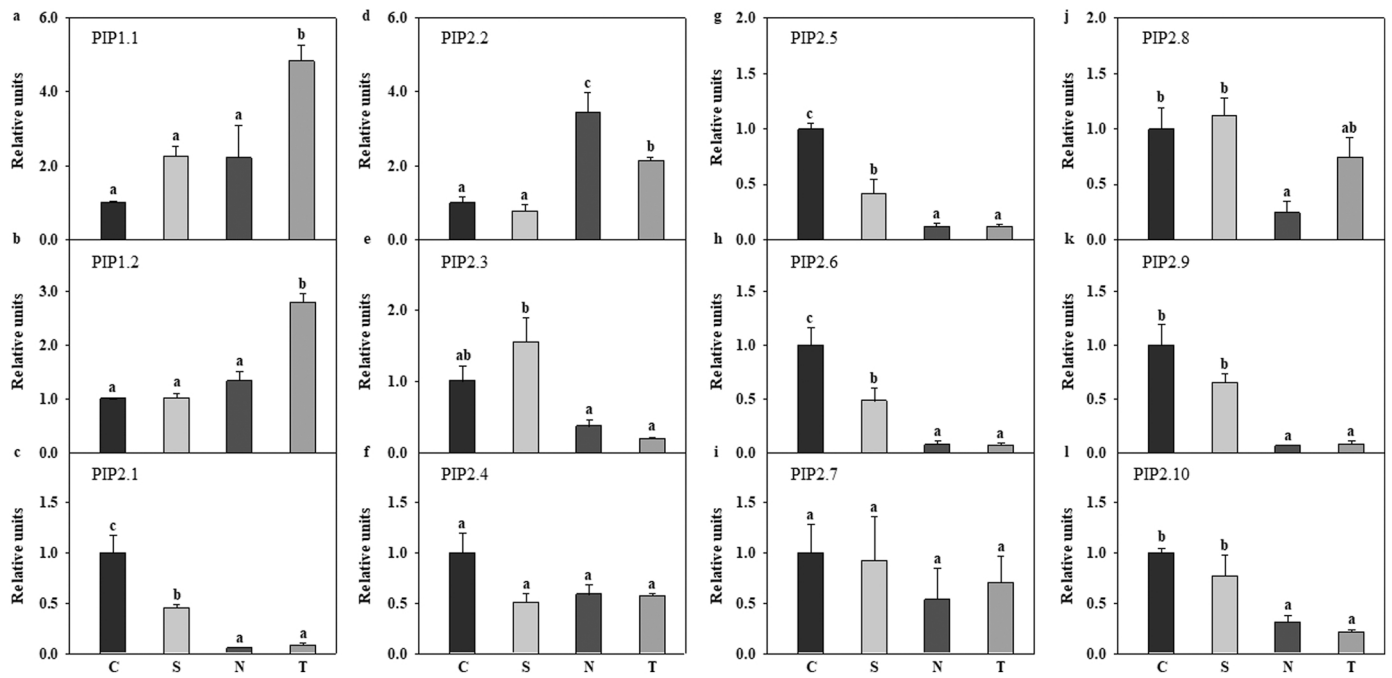 a
6.0
4.0
2.0
0.0
Relative units
PIP1.1
a
a
a
b
b
3.0
2.0
1.0
0.0
Relative units
PIP1.2
a
a
a
b
c
1.5
1.0
0.5
0.0
Relative units
PIP2.1
c
b
a
a
C S N T
d
6.0
4.0
2.0
0.0
Relative units
PIP2.2
a
a
c
b
e
2.0
1.0
0.0
Relative units
PIP2.3
ab
b
a
a
f
1.5
1.0
0.5
0.0
Relative units
PIP2.4
a
a
a
a
C S N T
g
2.0
1.5
1.0
0.5
0.0
Relative units
PIP2.5
c
b
a
a
h
1.5
1.0
0.5
0.0
Relative units
PIP2.6
c
b
a
a
i
1.5
1.0
0.5
0.0
Relative units
PIP2.7
a
a
a
a
C S N T
j
2.0
1.5
1.0
0.5
0.0
Relative units
PIP2.8
b
b
a
ab
k
1.5
1.0
0.5
0.0
Relative units
PIP2.9
b
b
a
a
l
1.5
1.0
0.5
0.0
Relative units
PIP2.10
b
b
a
a
C S N T